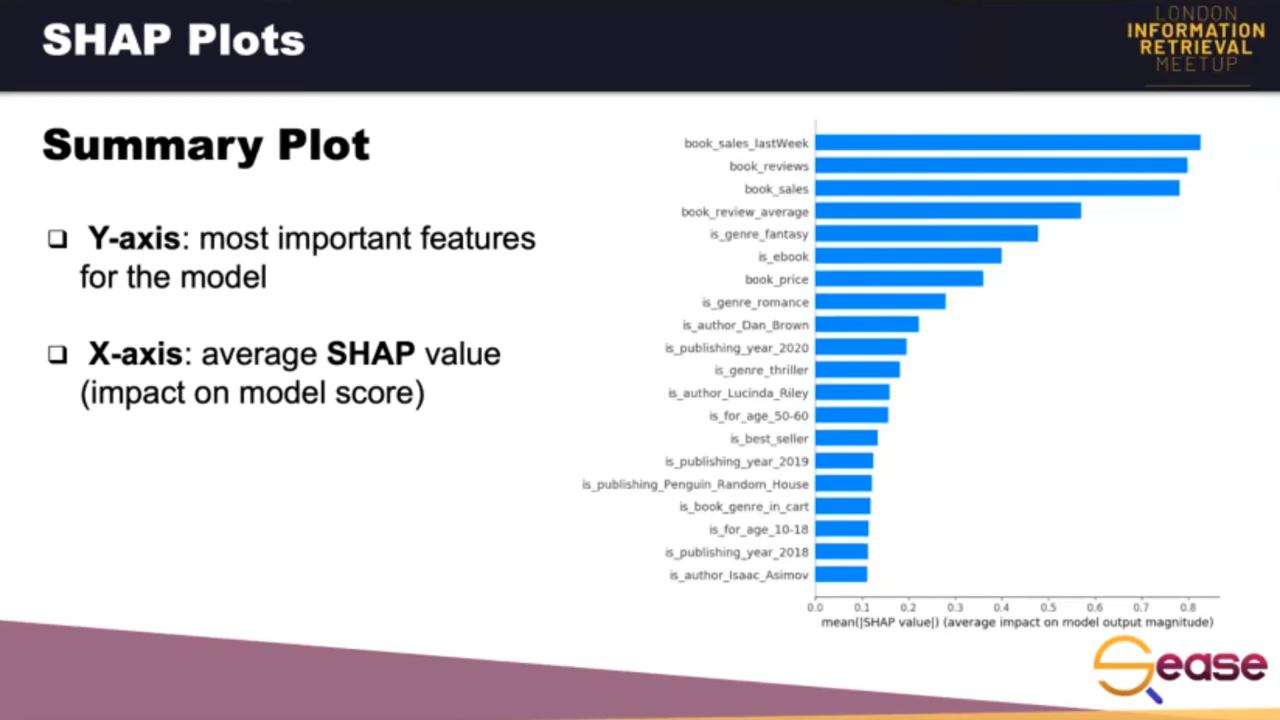 SHAP Plots
LONDON
INFORMATION
RETRIEVAL
MEETUP
Summary Plot
Y-axis: most important features
for the model
X-axis: average SHAP value
(impact on model score)
book_sales_lastWeek
book_reviews
book_sales
book_review_average
is_genre_fantasy
is_ebook
book_price
is_genre_romance
is_author_Dan_Brown
is_publishing_year_2020
is_genre_thriller
is_author_Lucinda_Riley
is_for_age_50-60
is_best_seller
is_publishing_year_2019
is_publishing_Penguin_Random_House
is_book_genre_in_cart
is_for_age_10-18
is_publishing_year_2018
is_author_Isaac_Asimov
0.0 0.1 0.2 0.3 0.4 0.5 0.6 0.7 0.8
mean(|SHAP value|) (average impact on model output magnitude)
Sease